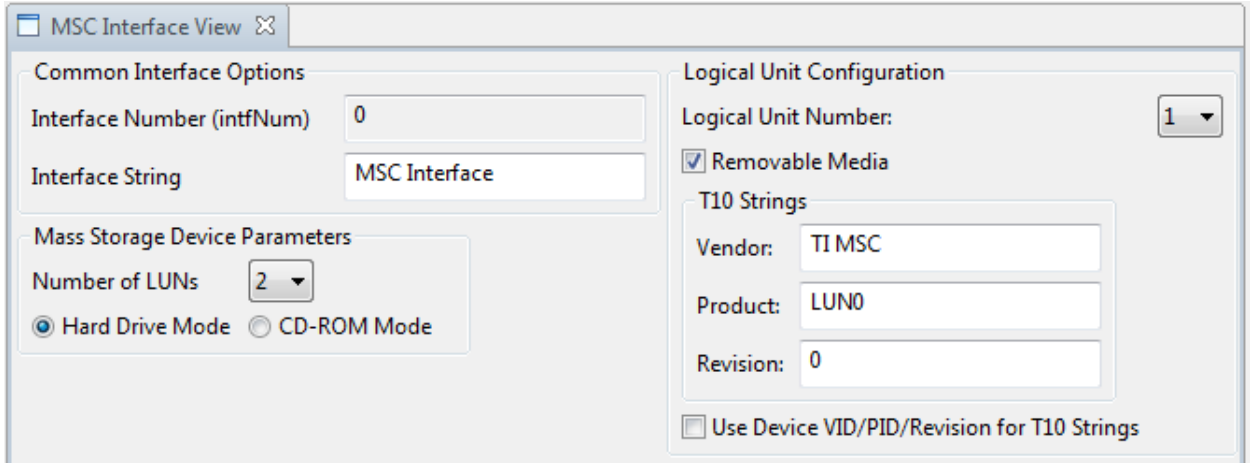 MSC Interface View
Common Interface Options
Interface Number (intfNum) 0
Interface String MSC Interface
Mass Storage Device Parameters
Number of LUNs 2
Hard Drive Mode CD-ROM Mode
Logical Unit Configuration
Logical Unit Number: 1
Removable Media
T10 Strings
Vendor: TI MSC
Product: LUN0
Revision: 0
Use Device VID/PID/Revision for T10 Strings